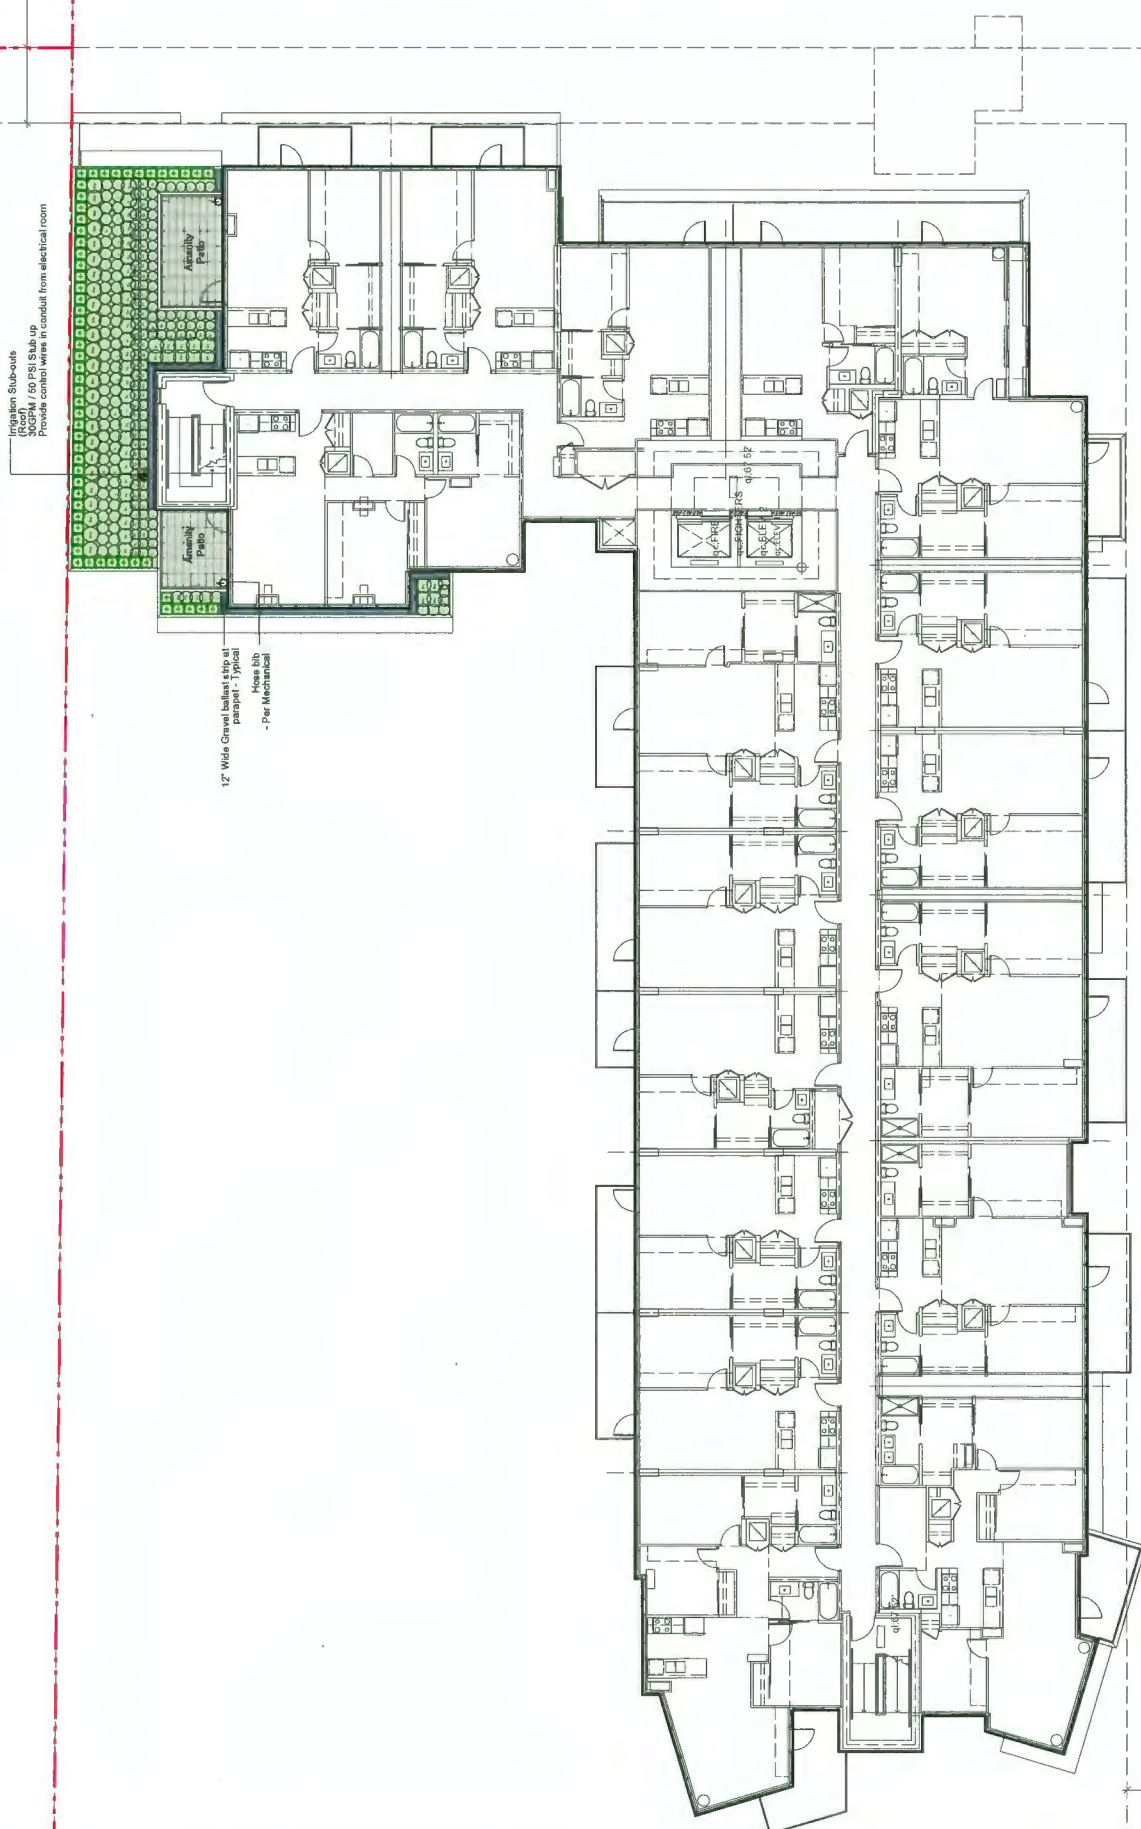 Irrigation Stub-outs
(Roof)
30GPM / 60 PSI Stub up
Provide control wires in conduit from electrical room
Amenity
Patio
Amenity
Patio
12" Wide Gravel ballast strip at
parapet - Typical
Hose bib
- Per Mechanical